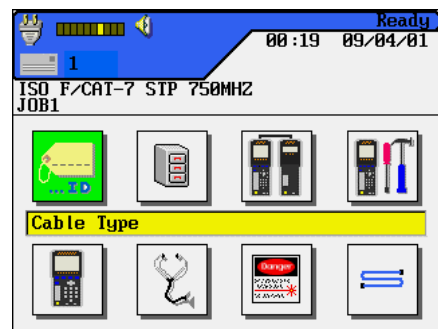 Ready
00:19 09/04/01
1
ISO F/CAT-7 STP 750MHZ
JOB1
...ID
Cable Type
Danger